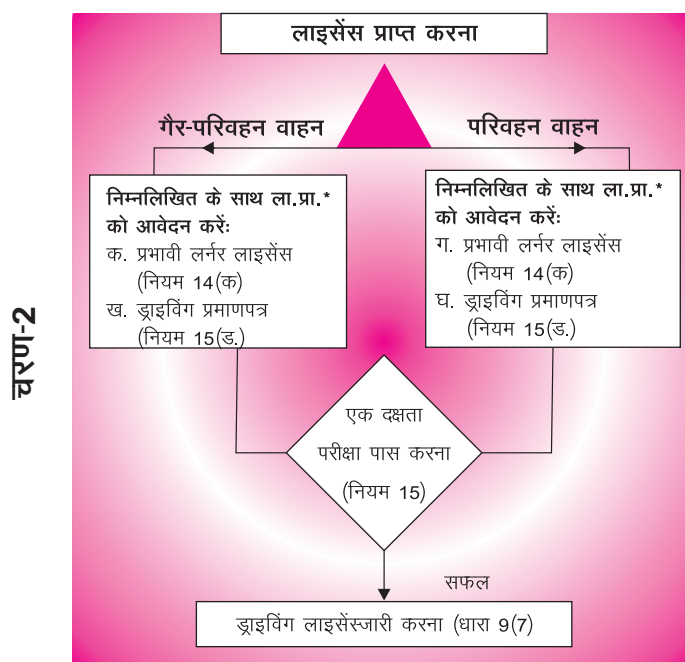 लाइसेंस प्राप्त करना
गैर-परिवहन वाहन
परिवहन वाहन
निम्नलिखित के साथ ला.प्रा.*
को आवेदन करें:
क. प्रभावी लर्नर लाइसेंस
(नियम 14(क)
ख. ड्राइविंग प्रमाणपत्र
(नियम 15(ड.)
निम्नलिखित के साथ ला.प्रा.*
को आवेदन करें:
ग. प्रभावी लर्नर लाइसेंस
(नियम 14(क)
घ. ड्राइविंग प्रमाणपत्र
(नियम 15(ड.)
चरण-2
एक दक्षता
परीक्षा पास करना
(नियम 15)
सफल
ड्राइविंग लाइसेंस्जारी करना (धारा 9(7)